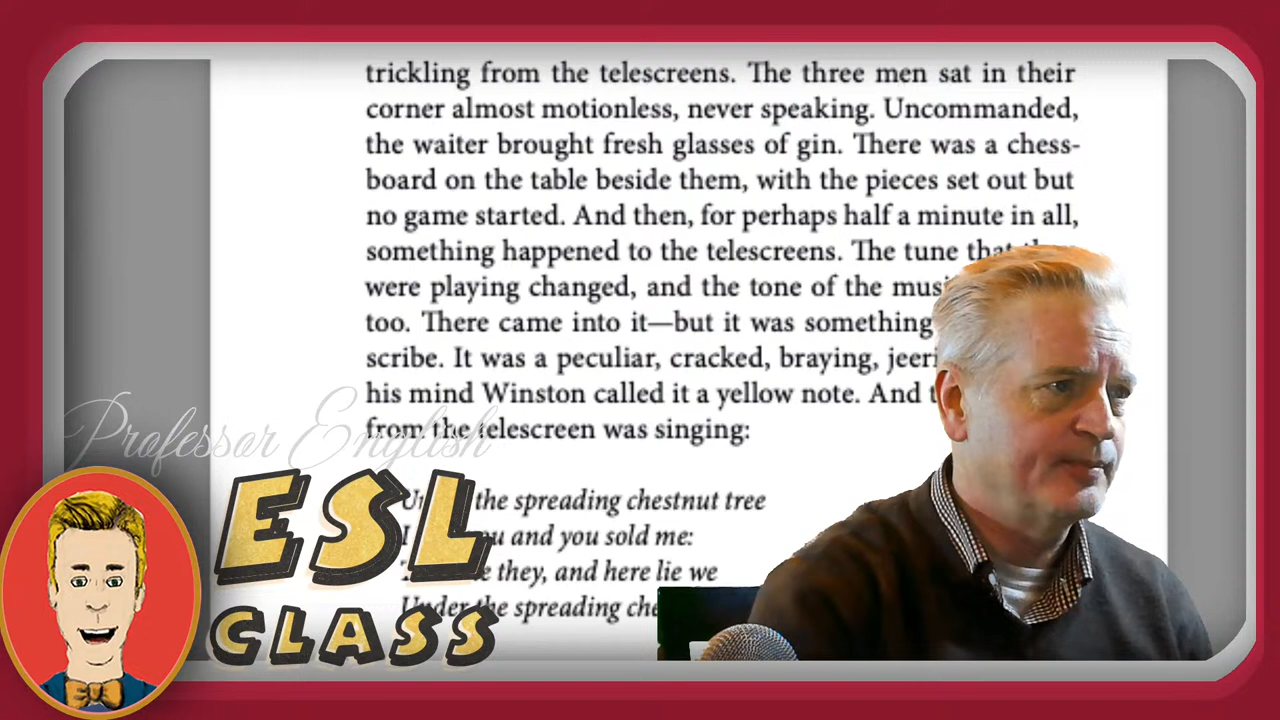 trickling from the telescreens. The three men sat in their
corner almost motionless, never speaking. Uncommanded,
the waiter brought fresh glasses of gin. There was a chess-
board on the table beside them, with the pieces set out but
no game started. And then, for perhaps half a minute in all,
something happened to the telescreens. The tune that
were playing changed, and the tone of the
too. There came into it—but it was something
scribe. It was a peculiar, cracked, braying,
his mind Winston called it a yellow note. And
from the telescreen was singing:
Professor English
the spreading chestnut tree
I and you sold me:
they, and here lie we
Under the spreading
ESL
CLASS